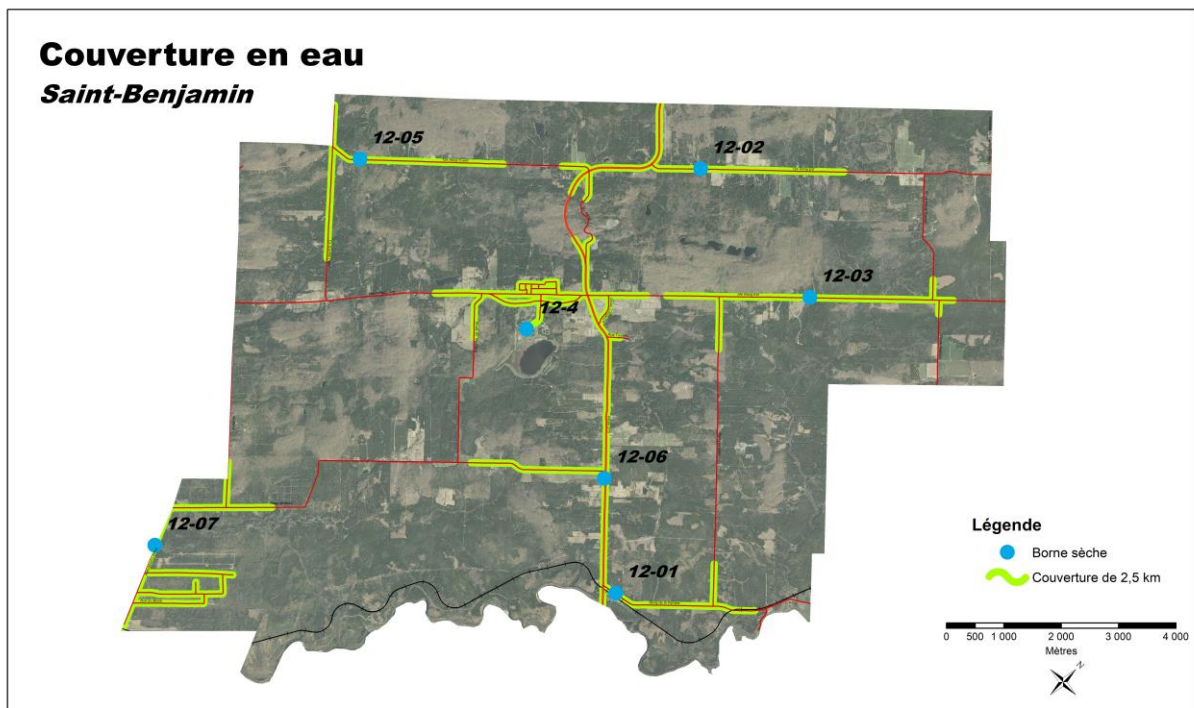 Couverture en eau
Saint-Benjamin
12-05
12-02
12-03
12-4
12-06
12-07
12-01
Légende
Borne sèche
Couverture de 2,5 km
0 500 1 000 2 000 3 000 4 000
Mètres
N